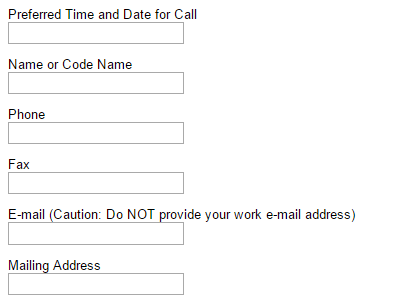 Preferred Time and Date for Call
Name or Code Name
Phone
Fax
E-mail (Caution: Do NOT provide your work e-mail address)
Mailing Address